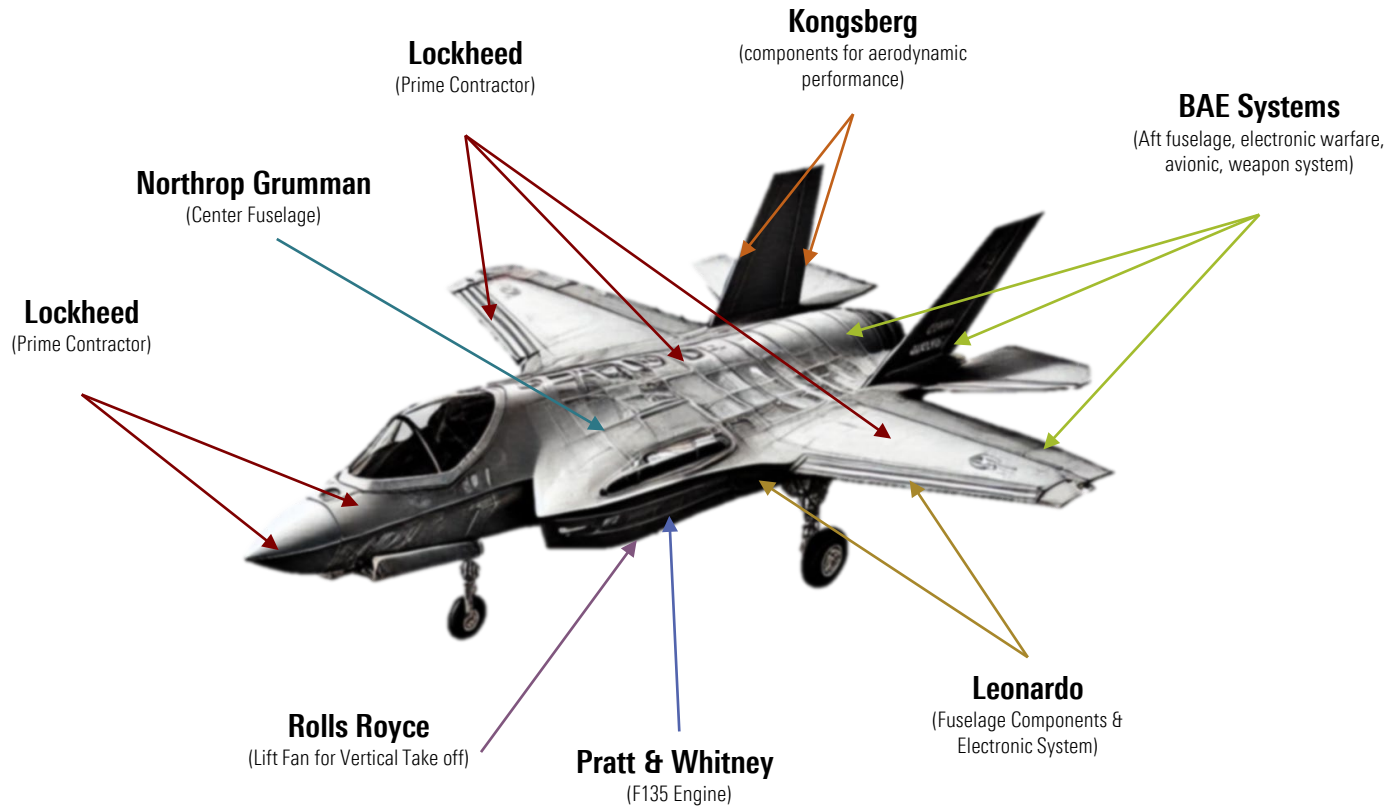 Kongsberg
(components for aerodynamic
performance)
Lockheed
(Prime Contractor)
BAE Systems
(Aft fuselage, electronic warfare,
avionic, weapon system)
Northrop Grumman
(Center Fuselage)
Lockheed
(Prime Contractor)
Leonardo
(Fuselage Components &
Electronic System)
Rolls Royce
(Lift Fan for Vertical Take off)
Pratt & Whitney
(F135 Engine)